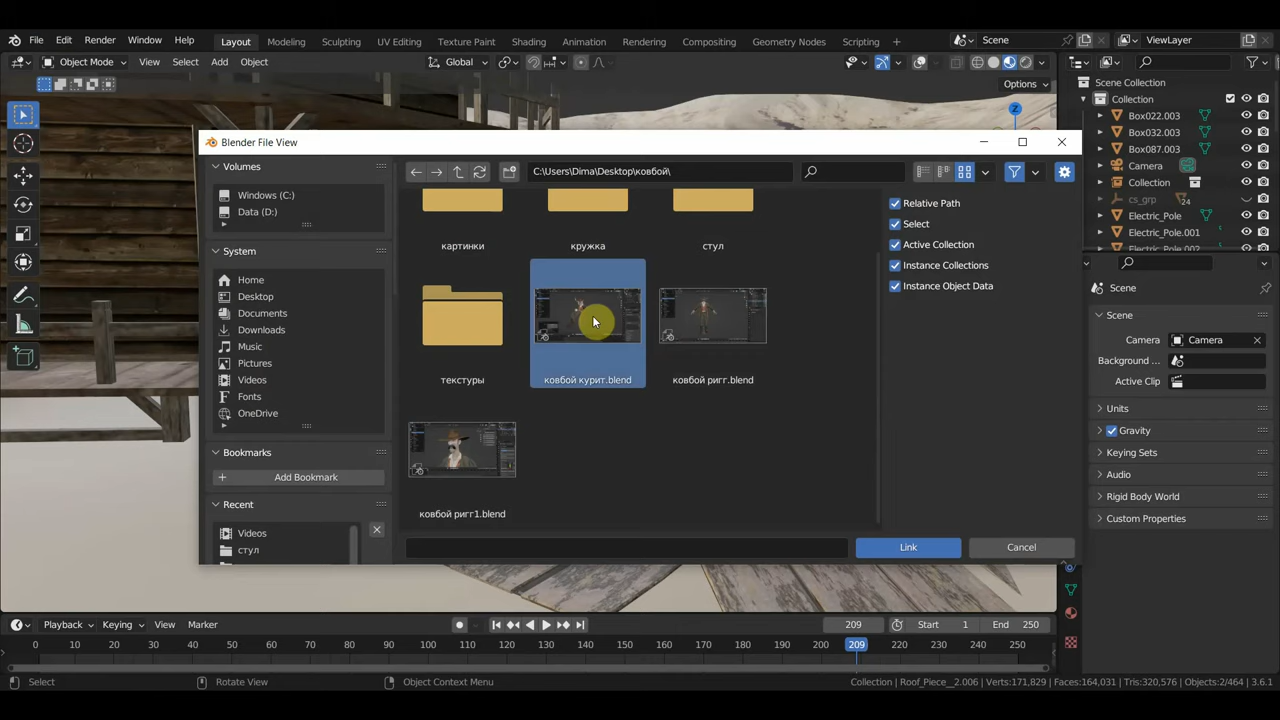 File Edit Render Window Help Layout Modeling Sculpting UV Editing Texture Paint Shading Animation Rendering Compositing Geometry Nodes Scripting + Scene ViewLayer
Object Mode View Select Add Object Global
Options
Z
Scene Collection
Collection
Box022.003
Box032.003
Box087.003
Camera
Collection
cs_grp 24
Electric_Pole
Electric_Pole.001
Electric_Pole.002
Blender File View
Volumes
Windows (C:)
Data (D:)
System
Home
Desktop
Documents
Downloads
Music
Pictures
Videos
Fonts
OneDrive
Bookmarks
Add Bookmark
Recent
Videos
стул
C:\Users\Dima\Desktop\ковбой\
картинки кружка стул
текстуры ковбой курит.blend ковбой ригг.blend
ковбой ригг1.blend
Relative Path
Select
Active Collection
Instance Collections
Instance Object Data
Link Cancel
Scene
Scene
Camera Camera
Background ...
Active Clip
Units
Gravity
Keying Sets
Audio
Rigid Body World
Custom Properties
Playback Keying View Marker 209 Start 1 End 250
0 10 20 30 40 50 60 70 80 90 100 110 120 130 140 150 160 170 180 190 200 209 220 230 240 250
Select Rotate View Object Context Menu Collection | Roof_Piece__2.006 | Verts:171,829 | Faces:164,031 | Tris:320,576 | Objects:2/464 | 3.6.1